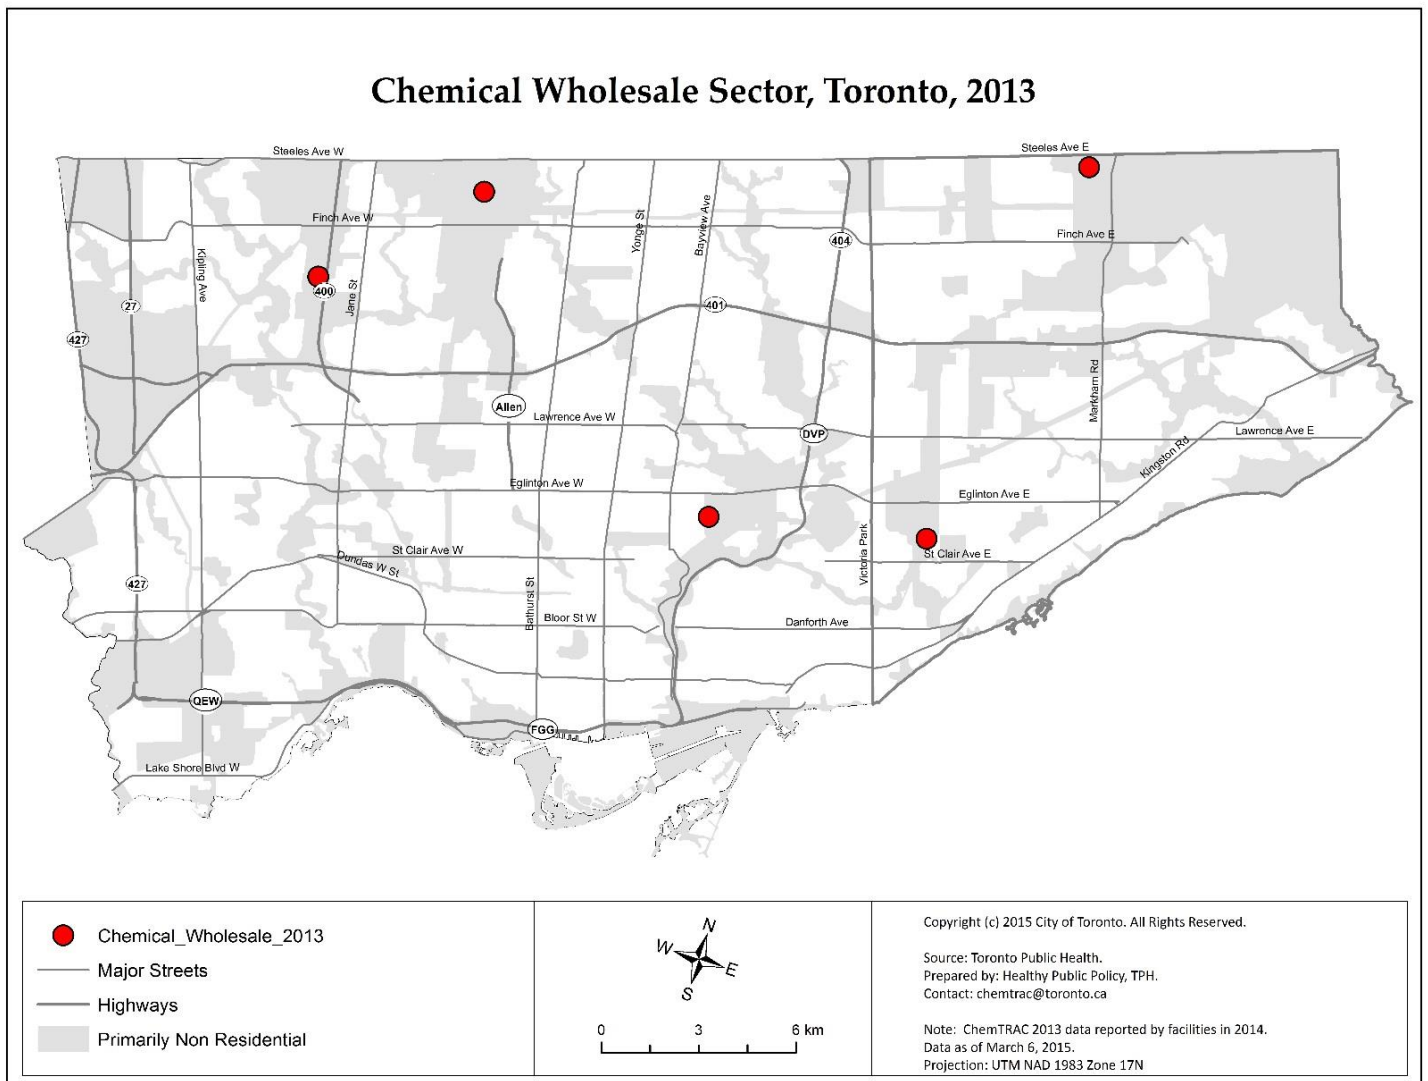 Chemical Wholesale Sector, Toronto, 2013
Steeles Ave W
Steeles Ave E
Finch Ave W
Finch Ave E
Kipling Ave
Jane St
Yonge St
Bayview Ave
404
400
27
401
427
Allen
Lawrence Ave W
DVP
Markham Rd
Kingston Rd
Lawrence Ave E
Eglinton Ave W
Eglinton Ave E
St Clair Ave W
Dundas W St
Victoria Park
St Clair Ave E
427
Bathurst St
Bloor St W
Danforth Ave
QEW
FGG
Lake Shore Blvd W
Chemical_Wholesale_2013
Major Streets
Highways
Primarily Non Residential
N
W
E
S
0 3 6 km
Copyright (c) 2015 City of Toronto. All Rights Reserved.
Source: Toronto Public Health.
Prepared by: Healthy Public Policy, TPH.
Contact: chemtrac@toronto.ca
Note: ChemTRAC 2013 data reported by facilities in 2014.
Data as of March 6, 2015.
Projection: UTM NAD 1983 Zone 17N